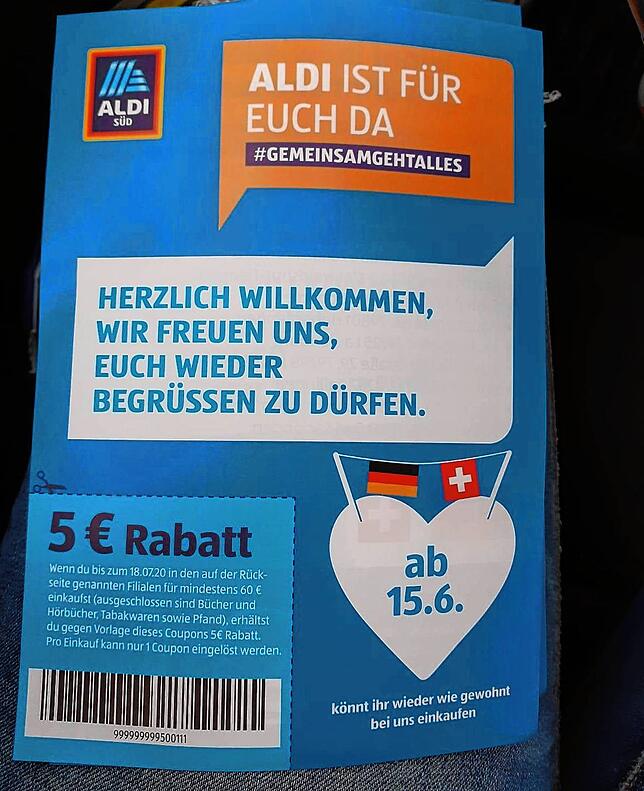 ALDI
SÜD
ALDI IST FÜR
EUCH DA
#GEMEINSAMGEHTALLES
HERZLICH WILLKOMMEN,
WIR FREUEN UNS,
EUCH WIEDER
BEGRÜSSEN ZU DÜRFEN.
5 € Rabatt
Wenn du bis zum 18.07.20 in den auf der Rück-
seite genannten Filialen für mindestens 60 €
einkaufst (ausgeschlossen sind Bücher und
Hörbücher, Tabakwaren sowie Pfand), erhältst
du gegen Vorlage dieses Coupons 5€ Rabatt.
Pro Einkauf kann nur 1 Coupon eingelöst werden.
999999999500111
ab
15.6.
könnt ihr wieder wie gewohnt
bei uns einkaufen